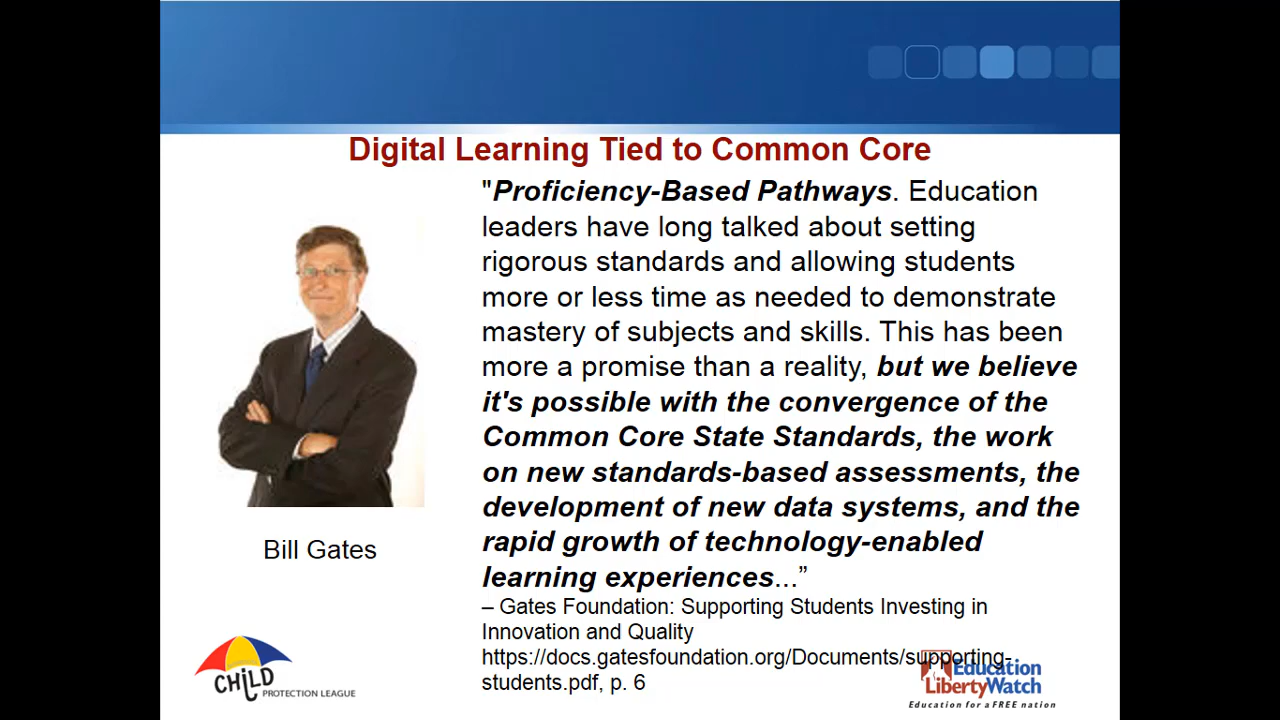 Digital Learning Tied to Common Core
"Proficiency-Based Pathways. Education
leaders have long talked about setting
rigorous standards and allowing students
more or less time as needed to demonstrate
mastery of subjects and skills. This has been
more a promise than a reality, but we believe
it's possible with the convergence of the
Common Core State Standards, the work
on new standards-based assessments, the
development of new data systems, and the
rapid growth of technology-enabled
learning experiences...”
– Gates Foundation: Supporting Students Investing in
Innovation and Quality
https://docs.gatesfoundation.org/Documents/supporting-
students.pdf, p. 6
Bill Gates
CHiLD
PROTECTION LEAGUE
Education
LibertyWatch
Education for a FREE nation